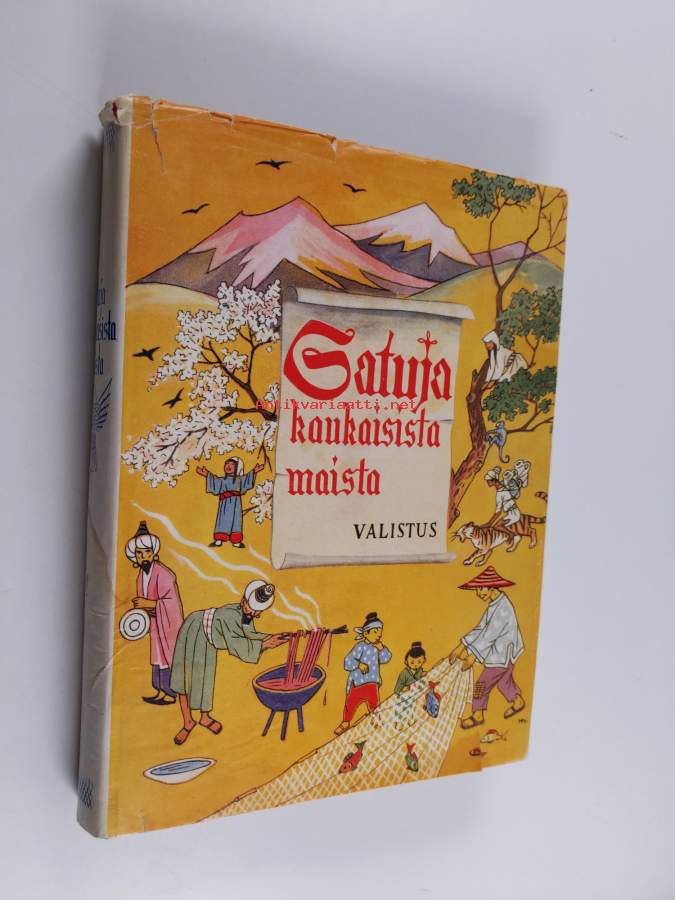 Satuja
Antikvariaatti.net
kaukaisista
maista
VALISTUS